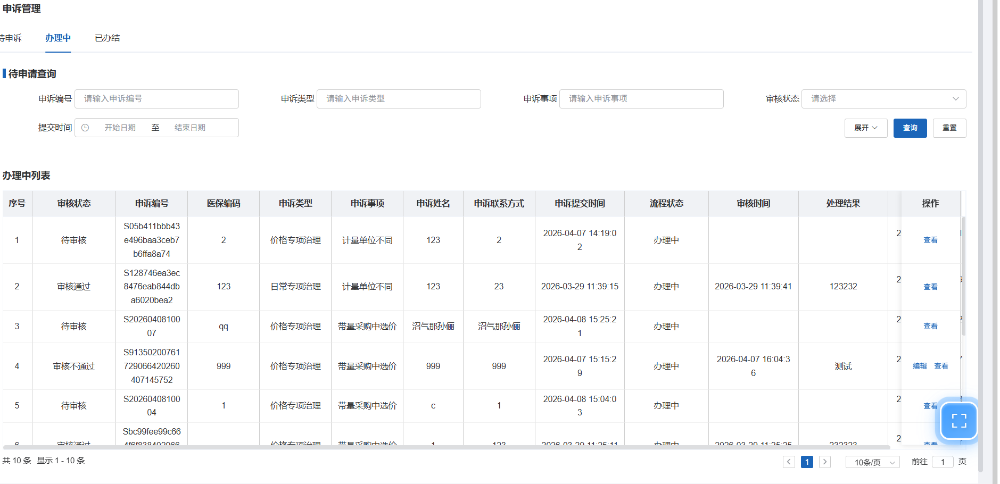 申诉管理
待申诉 办理中 已办结
待申请查询
申诉编号 请输入申诉编号 申诉类型 请输入申诉类型 申诉事项 请输入申诉事项 审核状态 请选择
提交时间 开始日期 至 结束日期 展开 查询 重置
办理中列表
序号 审核状态 申诉编号 医保编码 申诉类型 申诉事项 申诉姓名 申诉联系方式 申诉提交时间 流程状态 审核时间 处理结果 操作
1 待审核 S05b411bbb43e496baa3ceb7b6ffa8a74 2 价格专项治理 计量单位不同 123 2 2026-04-07 14:19:02 办理中 2 查看
2 审核通过 S128746ea3ec8476eab844dba6020bea2 123 日常专项治理 计量单位不同 123 23 2026-03-29 11:39:15 办理中 2026-03-29 11:39:41 123232 2 查看
3 待审核 S2026040810007 qq 价格专项治理 带量采购中选价 沼气那孙俪 沼气那孙俪 2026-04-08 15:25:21 办理中 2 查看
4 审核不通过 S91350200761729066420260407145752 999 价格专项治理 带量采购中选价 999 999 2026-04-07 15:15:29 办理中 2026-04-07 16:04:36 测试 2 编辑 查看
5 待审核 S2026040810004 1 价格专项治理 带量采购中选价 c 1 2026-04-08 15:04:03 办理中 2 查看
6 审核通过 Sbc99fee99c664f6f838492966 价格专项治理 带量采购中选价 1 123 2026-03-29 11:25:11 办理中 2026-03-29 11:25:25 232323 2 查看
共 10 条 显示 1 - 10 条 1 10条/页 前往 1 页